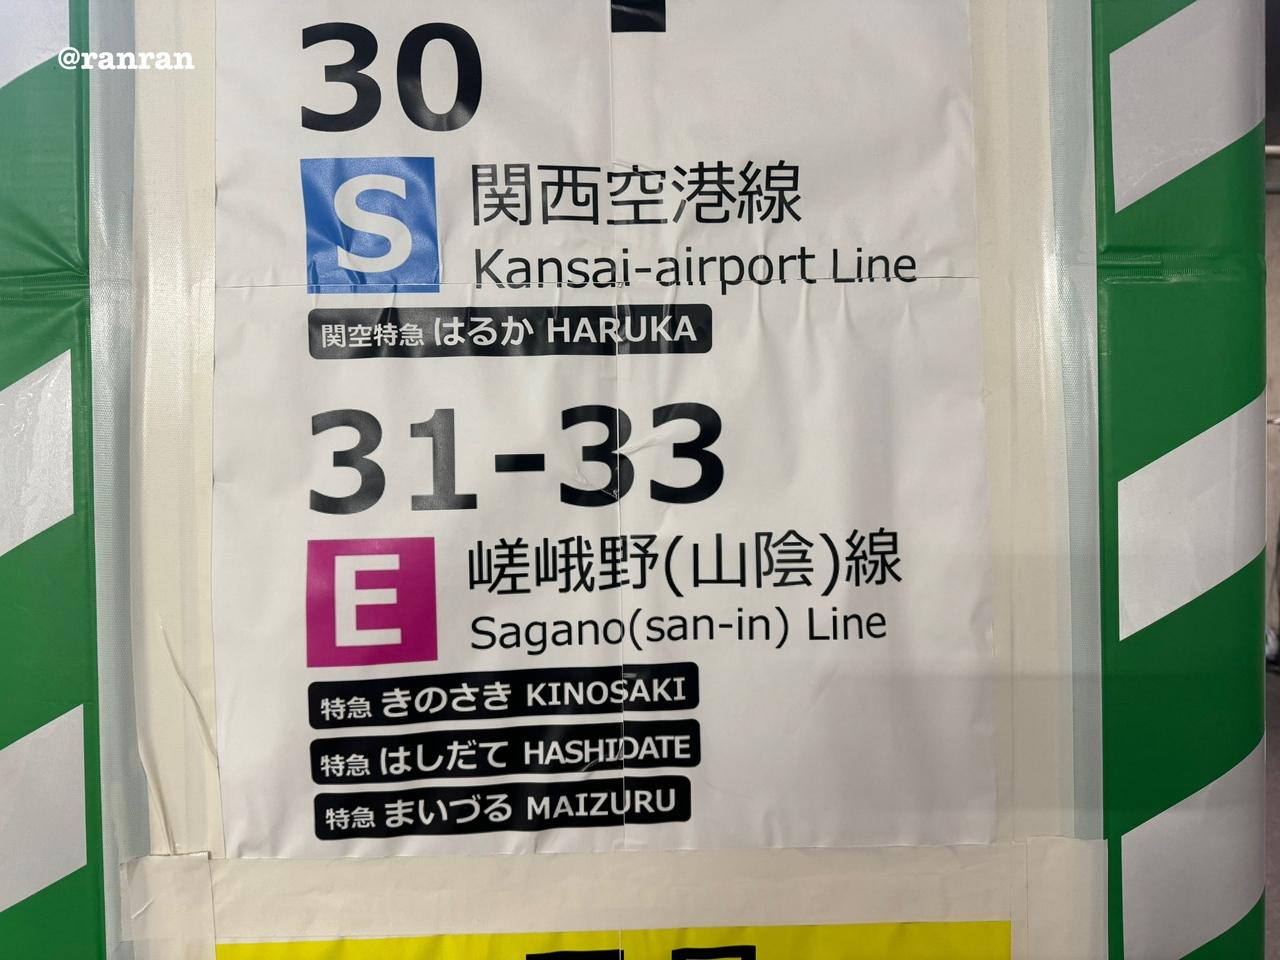 @ranran
30
S 関西空港線
Kansai-airport Line
関空特急 はるか HARUKA
31-33
E 嵯峨野(山陰)線
Sagano(san-in) Line
特急 きのさき KINOSAKI
特急 はしだて HASHIDATE
特急 まいづる MAIZURU